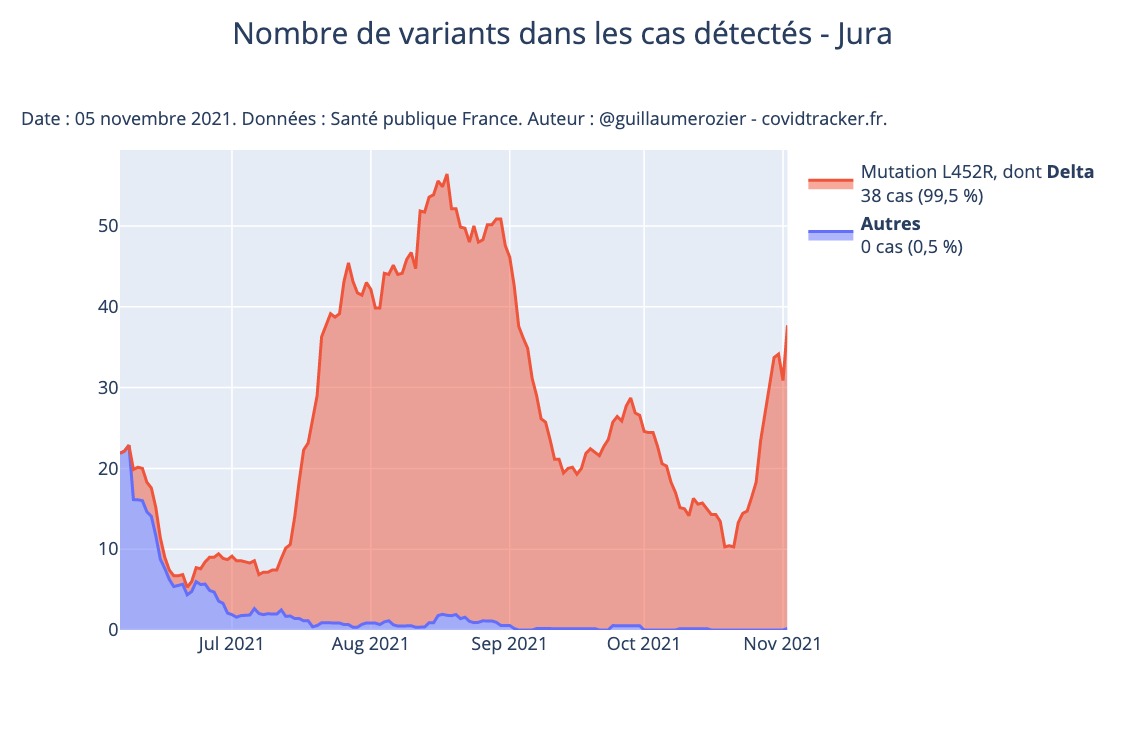 Nombre de variants dans les cas détectés - Jura
Date : 05 novembre 2021. Données : Santé publique France. Auteur : @guillaumerozier - covidtracker.fr.
Mutation L452R, dont Delta
38 cas (99,5 %)
Autres
0 cas (0,5 %)
50
40
30
20
10
0
Jul 2021
Aug 2021
Sep 2021
Oct 2021
Nov 2021